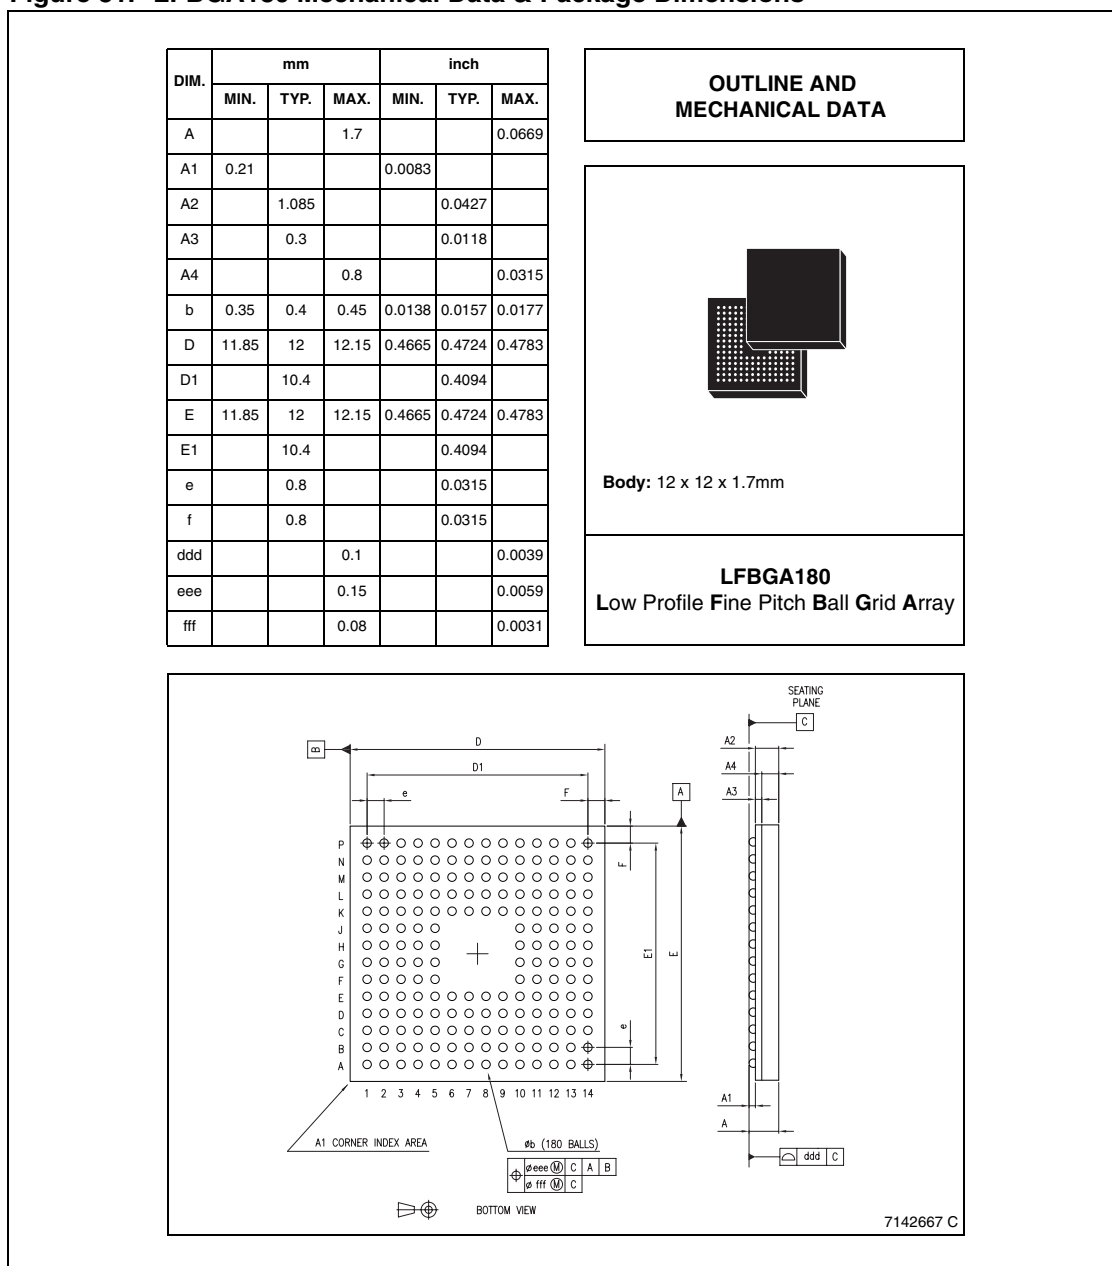 Figure 31. LFBGA180 Mechanical Data & Package Dimensions
DIM. mm inch
MIN. TYP. MAX. MIN. TYP. MAX.
A 1.7 0.0669
A1 0.21 0.0083
A2 1.085 0.0427
A3 0.3 0.0118
A4 0.8 0.0315
b 0.35 0.4 0.45 0.0138 0.0157 0.0177
D 11.85 12 12.15 0.4665 0.4724 0.4783
D1 10.4 0.4094
E 11.85 12 12.15 0.4665 0.4724 0.4783
E1 10.4 0.4094
e 0.8 0.0315
f 0.8 0.0315
ddd 0.1 0.0039
eee 0.15 0.0059
fff 0.08 0.0031
OUTLINE AND
MECHANICAL DATA
Body: 12 x 12 x 1.7mm
LFBGA180
Low Profile Fine Pitch Ball Grid Array
SEATING
PLANE
C
B
D
D1
e
F
A
A2
A4
A3
P
N
M
L
K
J
H
G
F
E
D
C
B
A
F
E1
E
e
1 2 3 4 5 6 7 8 9 10 11 12 13 14
A1
A
A1 CORNER INDEX AREA
øb (180 BALLS)
ø eee M C A B
ø fff M C
ddd C
BOTTOM VIEW
7142667 C